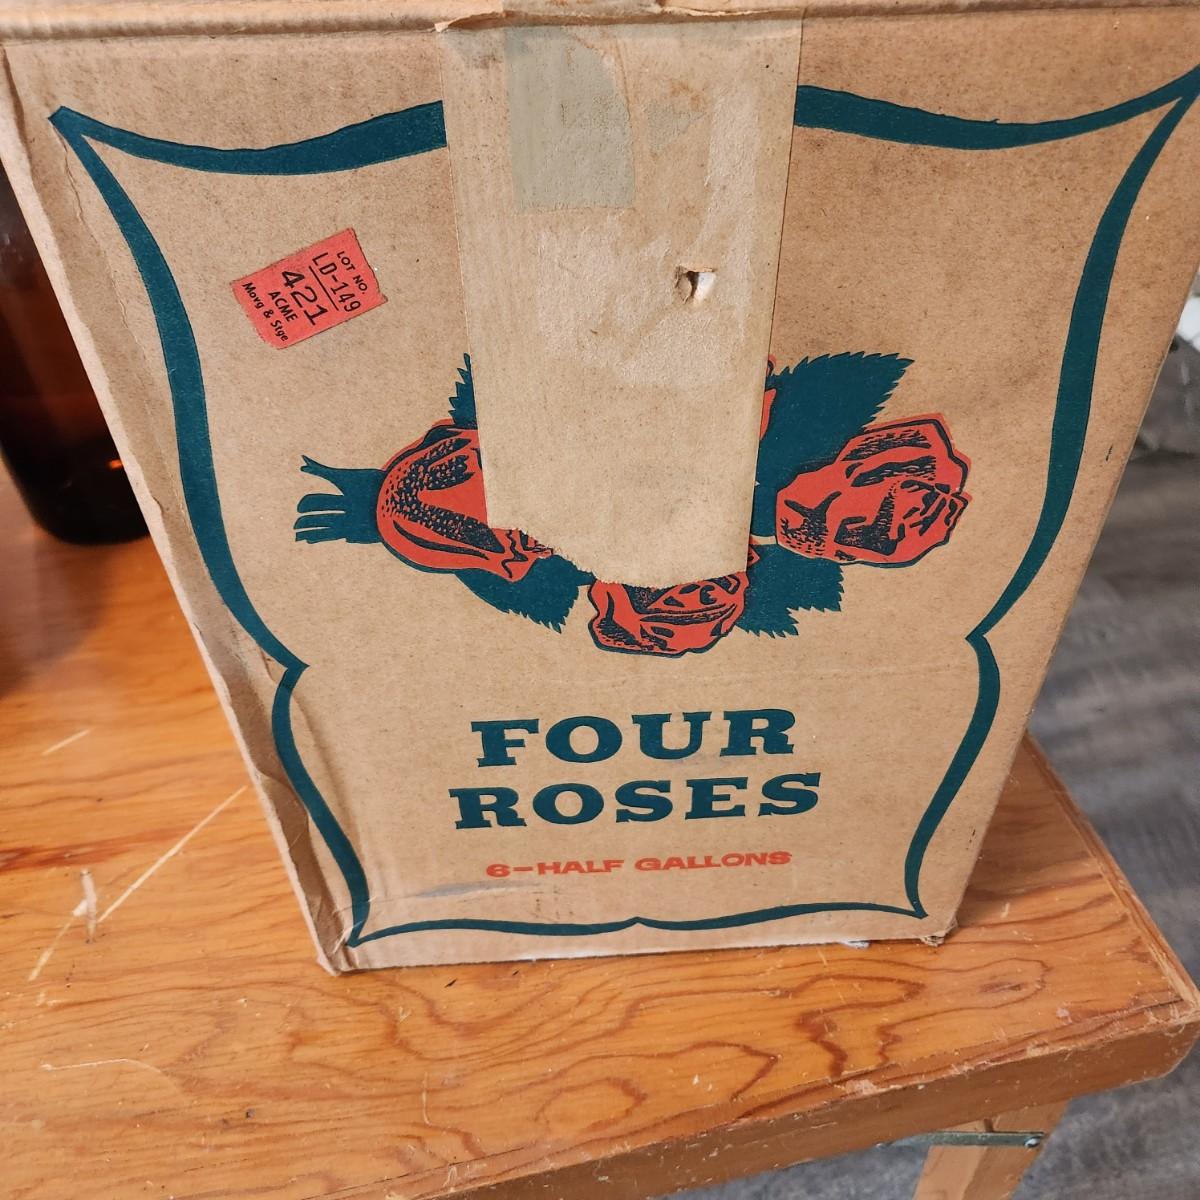 LOT NO.
LD-149
421
ACME
Movg & Stge
FOUR
ROSES
6-HALF GALLONS